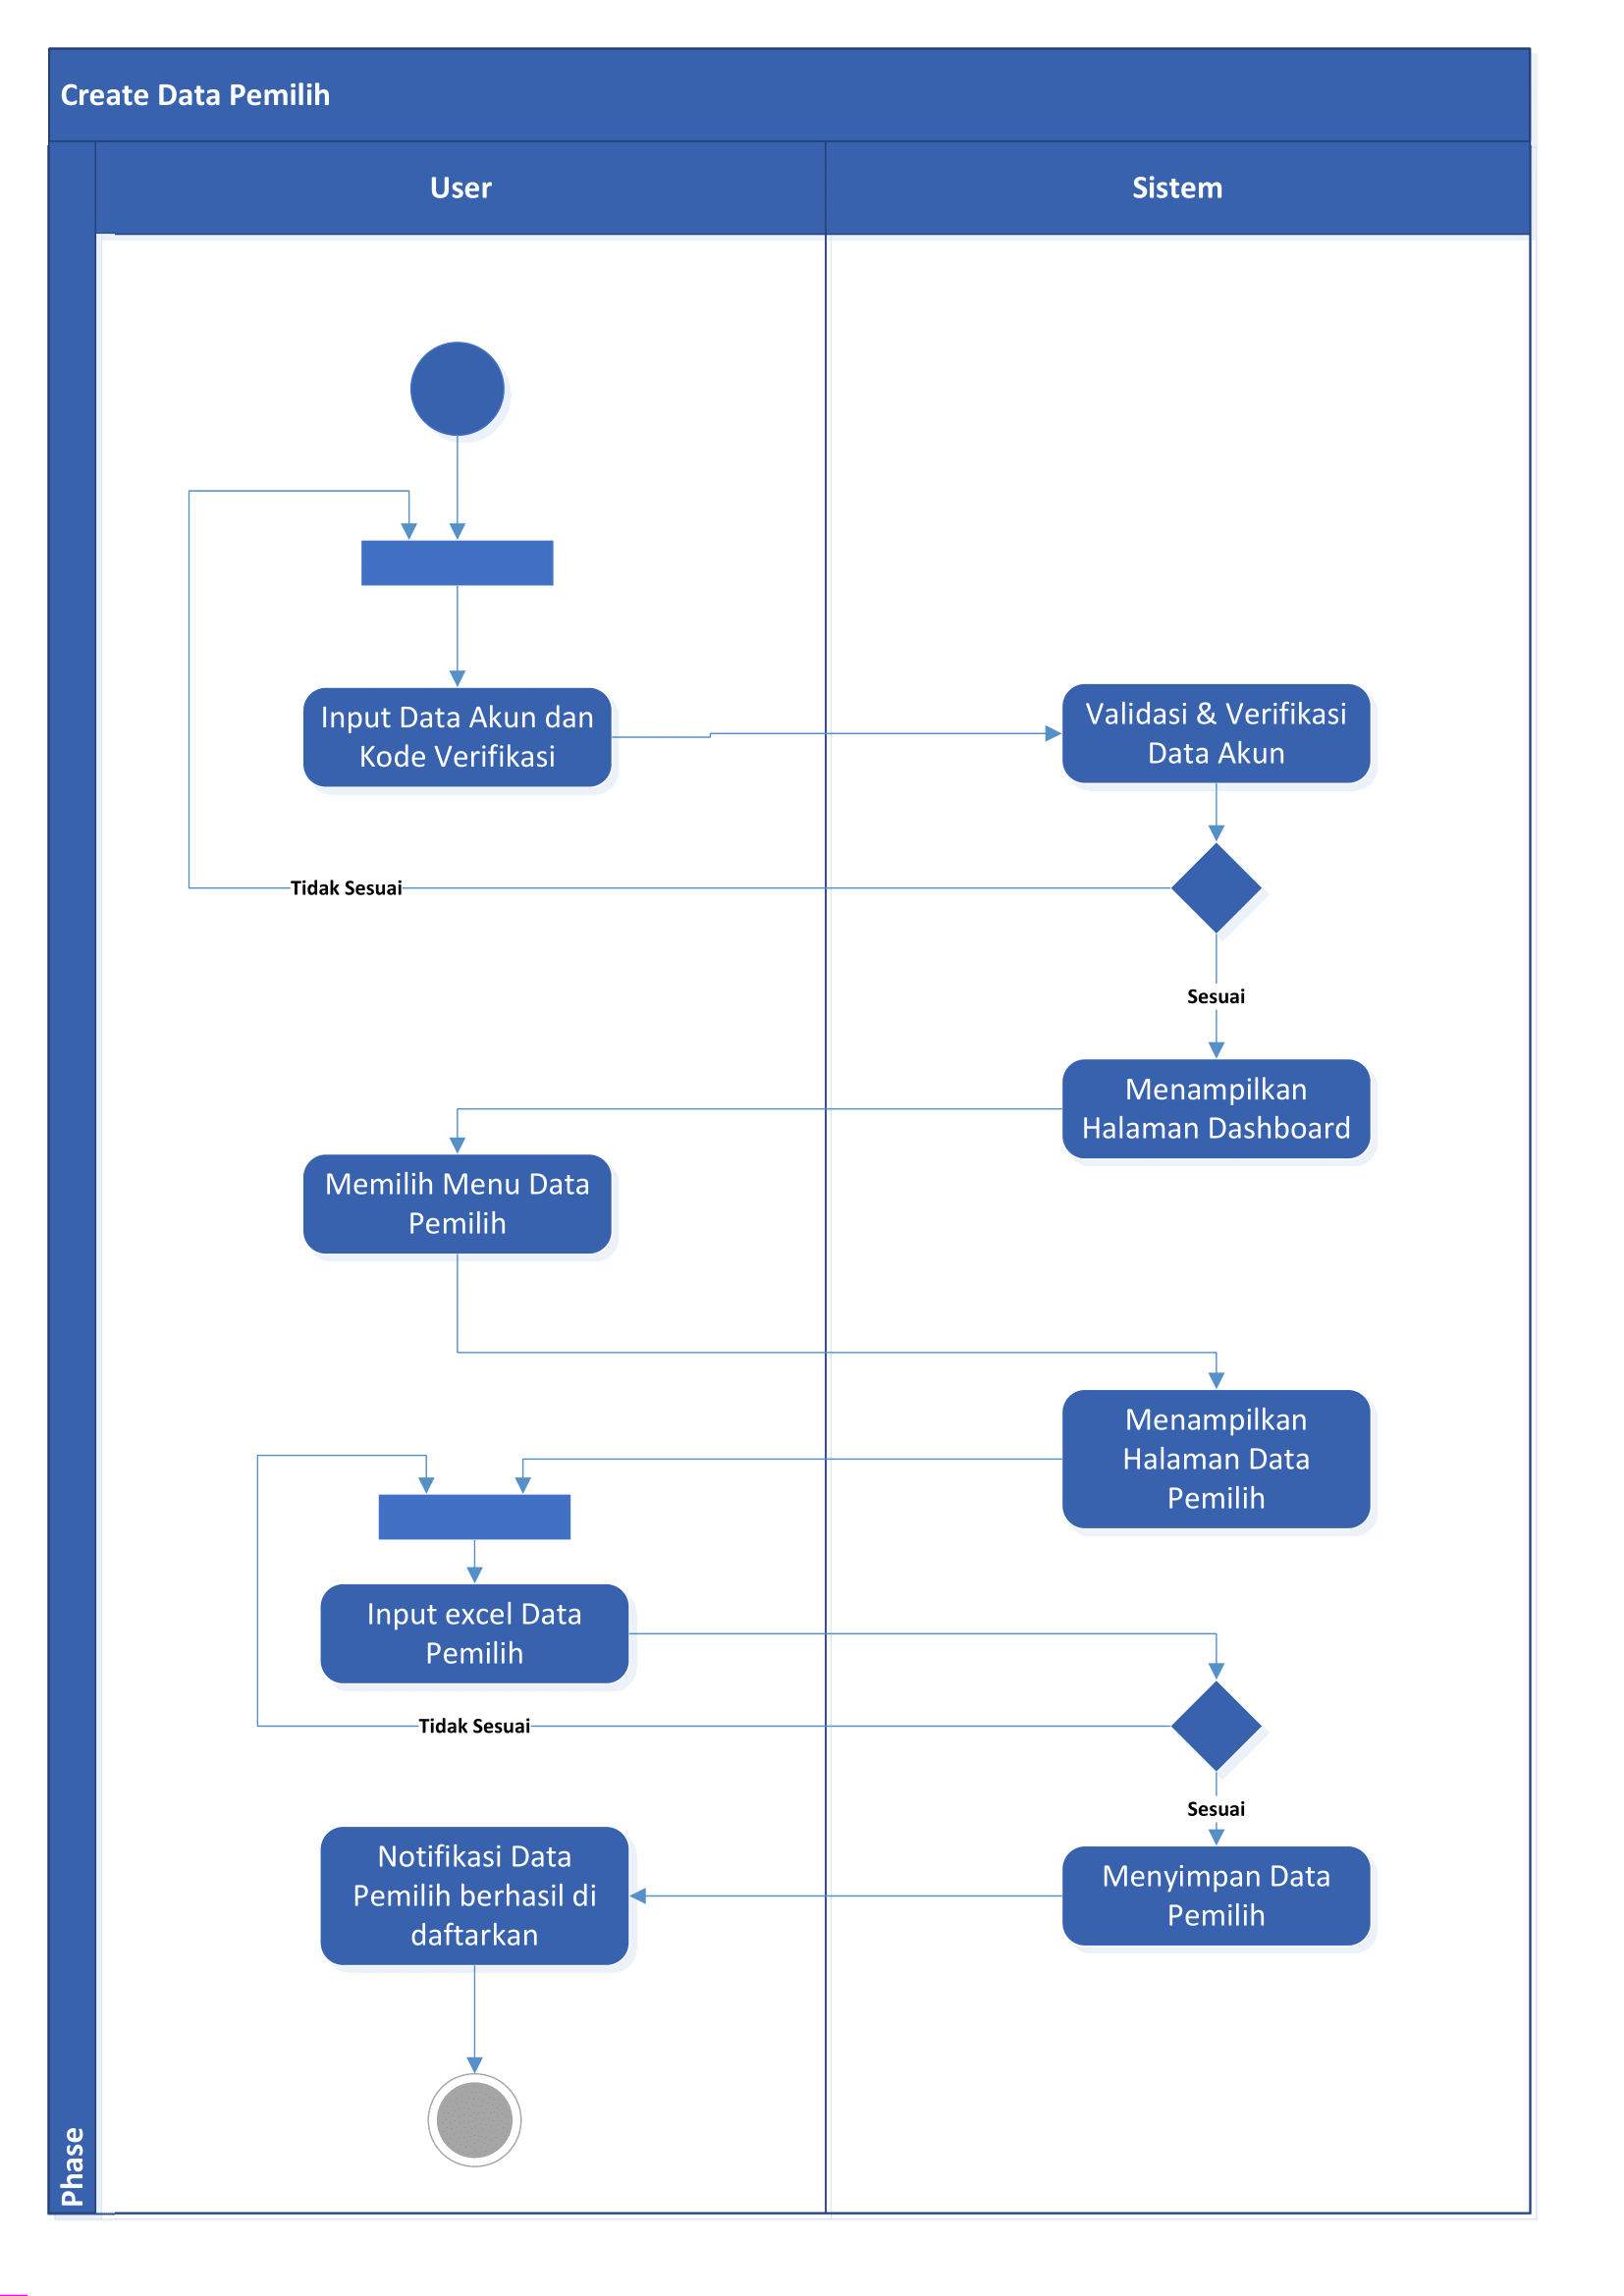 Create Data Pemilih
User
Sistem
Input Data Akun dan
Kode Verifikasi
Validasi & Verifikasi
Data Akun
Tidak Sesuai
Sesuai
Menampilkan
Halaman Dashboard
Memilih Menu Data
Pemilih
Menampilkan
Halaman Data
Pemilih
Input excel Data
Pemilih
Tidak Sesuai
Sesuai
Notifikasi Data
Pemilih berhasil di
daftarkan
Menyimpan Data
Pemilih
Phase